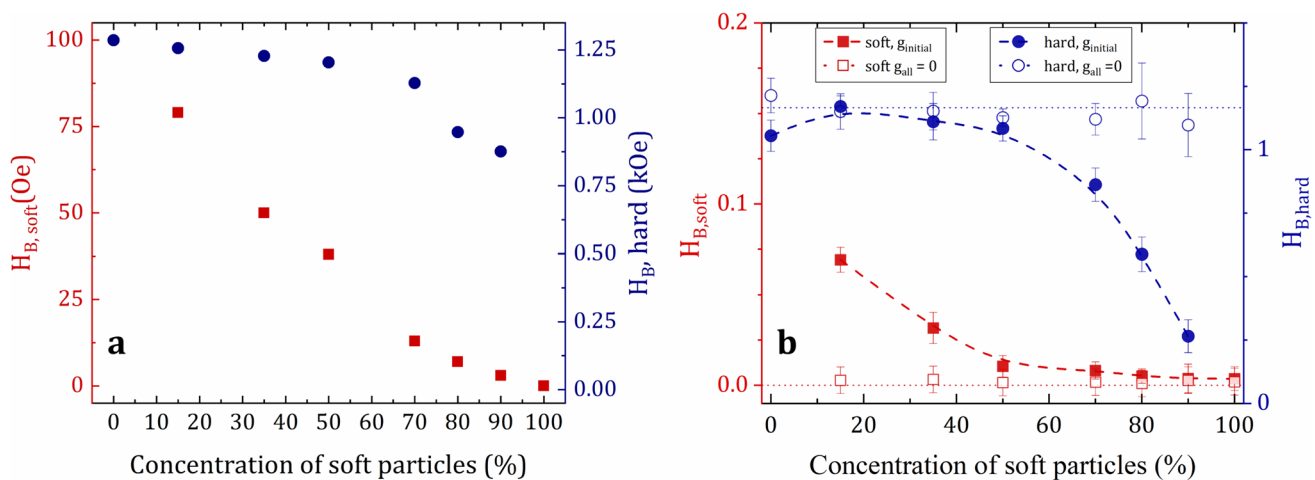 100
75
50
25
0
H_B, soft(Oe)
a
1.25
1.00
0.75
0.50
0.25
0.00
H_B, hard (kOe)
0 10 20 30 40 50 60 70 80 90 100
Concentration of soft particles (%)
0.2
0.1
0.0
H_B,soft
soft, g_initial
soft g_all = 0
hard, g_initial
hard, g_all =0
b
1
0
H_B,hard
0 20 40 60 80 100
Concentration of soft particles (%)